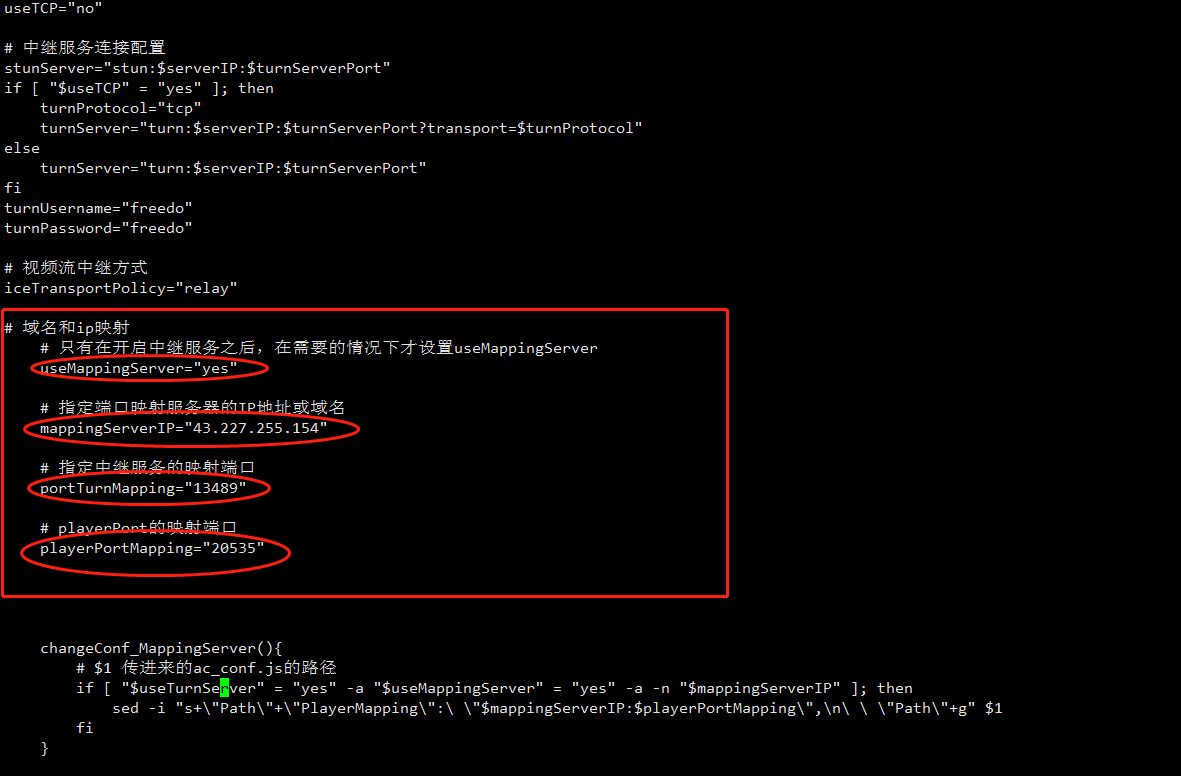 useTCP="no"
# 中继服务连接配置
stunServer="stun:$serverIP:$turnServerPort"
if [ "$useTCP" = "yes" ]; then
turnProtocol="tcp"
turnServer="turn:$serverIP:$turnServerPort?transport=$turnProtocol"
else
turnServer="turn:$serverIP:$turnServerPort"
fi
turnUsername="freedo"
turnPassword="freedo"
# 视频流中继方式
iceTransportPolicy="relay"
# 域名和ip映射
# 只有在开启中继服务之后，在需要的情况下才设置useMappingServer
useMappingServer="yes"
# 指定端口映射服务器的IP地址或域名
mappingServerIP="43.227.255.154"
# 指定中继服务的映射端口
portTurnMapping="13489"
# playerPort的映射端口
playerPortMapping="20535"
changeConf_MappingServer(){
# $1 传进来的ac_conf.js的路径
if [ "$useTurnServer" = "yes" -a "$useMappingServer" = "yes" -a -n "$mappingServerIP" ]; then
sed -i "s+\"Path\"+\"PlayerMapping\":\ \"$mappingServerIP:$playerPortMapping\",\n\ \ \"Path\"+g" $1
fi
}